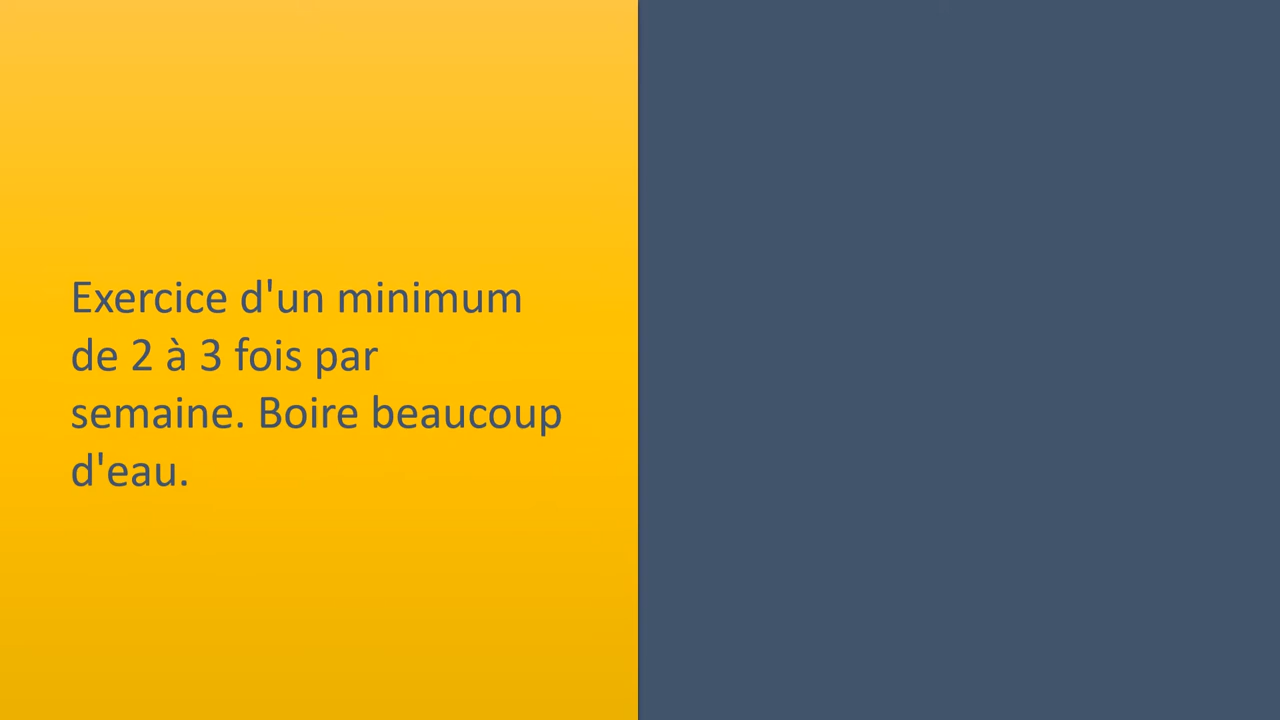 Exercice d'un minimum
de 2 à 3 fois par
semaine. Boire beaucoup
d'eau.